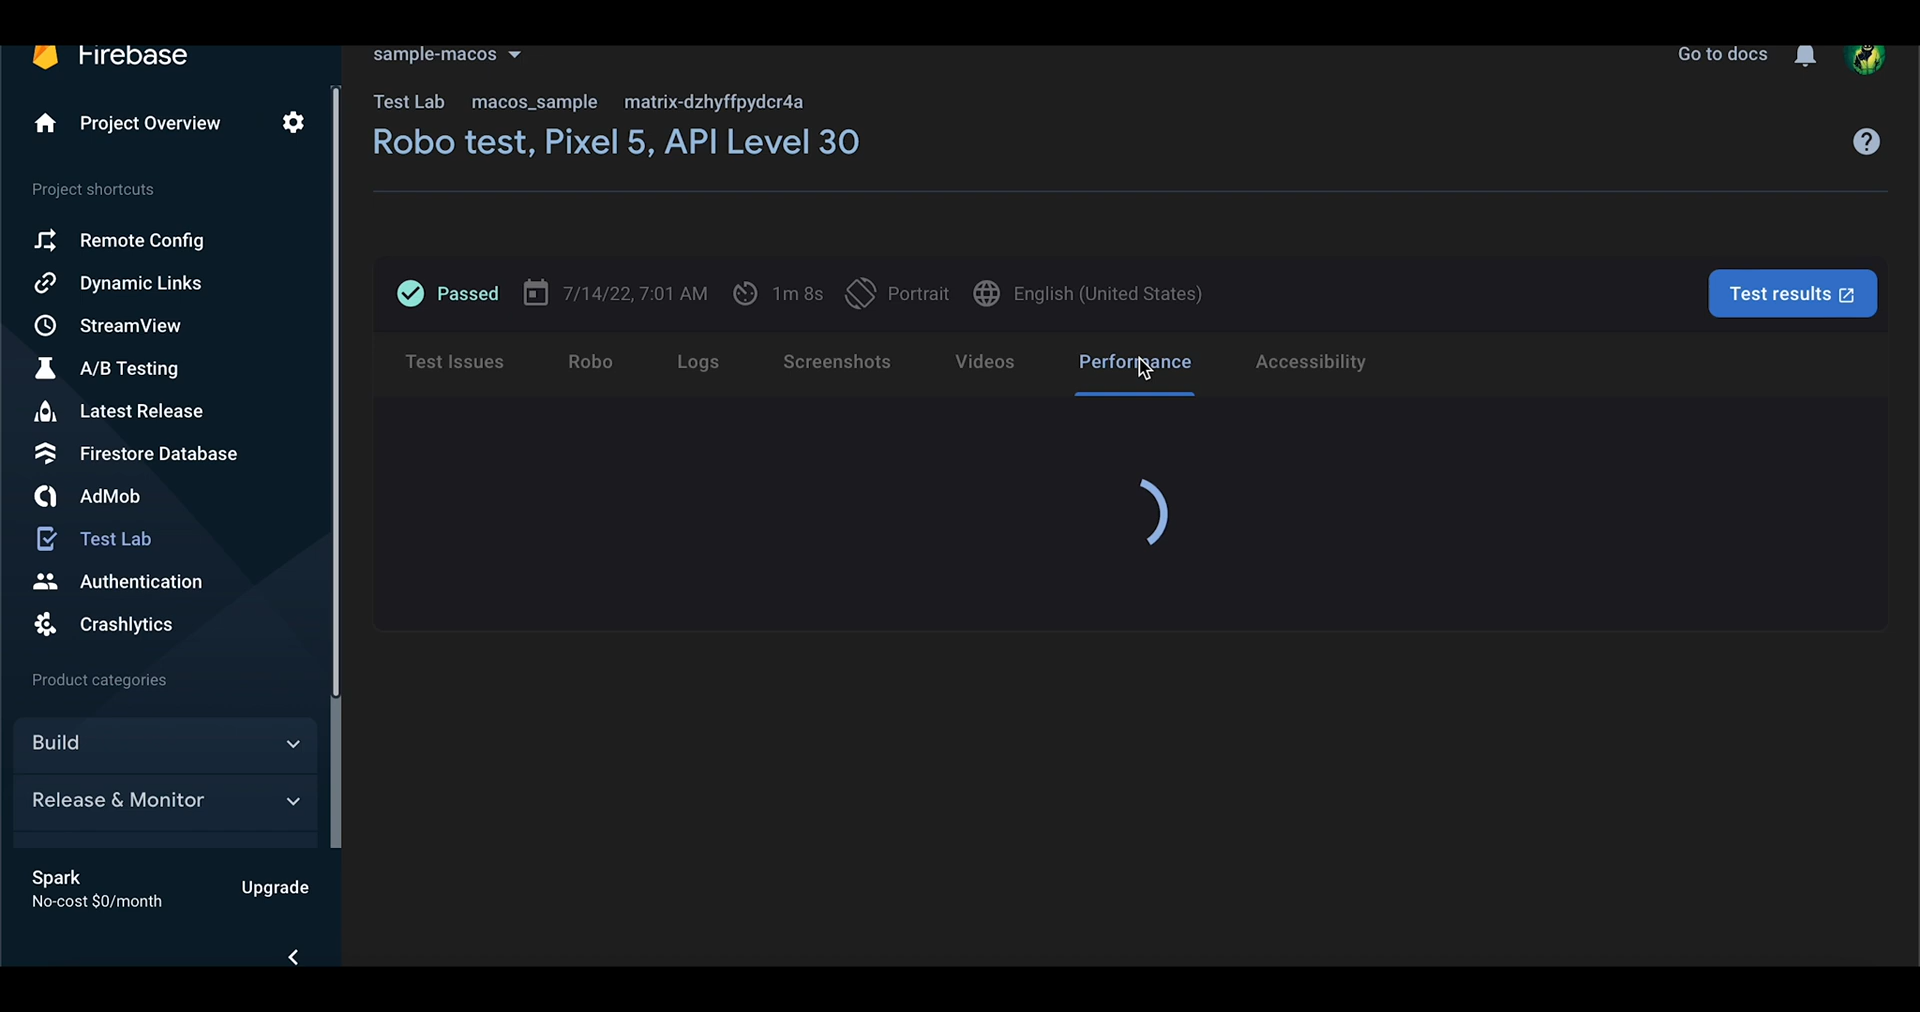 Firebase
sample-macos
Go to docs
Project Overview
Test Lab macos_sample matrix-dzhyffpydcr4a
Robo test, Pixel 5, API Level 30
Project shortcuts
Remote Config
Dynamic Links
StreamView
A/B Testing
Latest Release
Firestore Database
AdMob
Test Lab
Authentication
Crashlytics
Product categories
Build
Release & Monitor
Spark
No-cost $0/month
Upgrade
Passed 7/14/22, 7:01 AM 1m 8s Portrait English (United States)
Test results
Test Issues Robo Logs Screenshots Videos Performance Accessibility